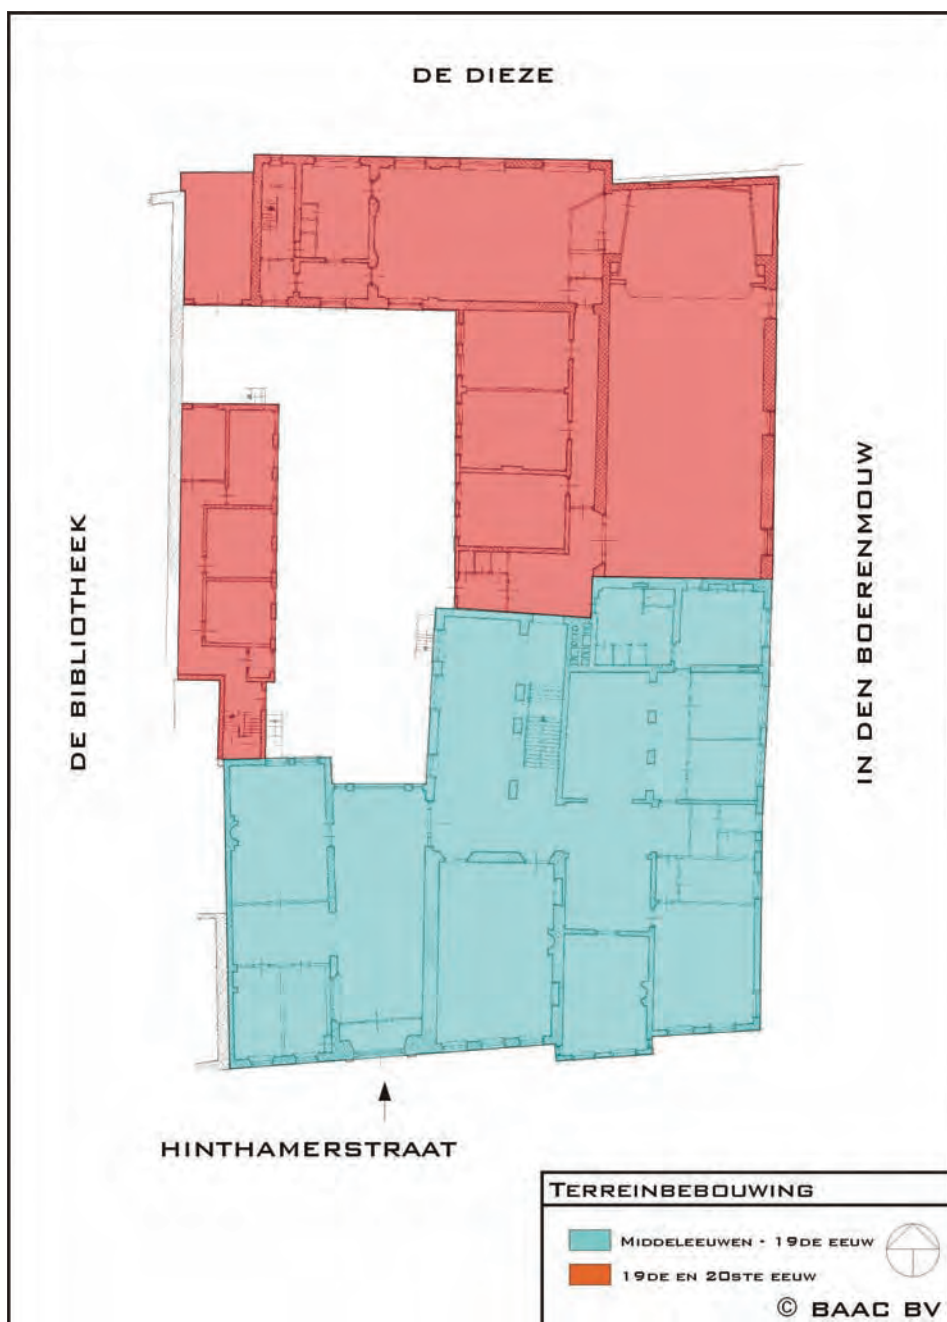 DE DIEZE
DE BIBLIOTHEEK
IN DEN BOERENMOUW
HINTHAMERSTRAAT
TERREINBEBOUWING
MIDDELEEUWEN - 19DE EEUW
19DE EN 20STE EEUW
© BAAC BV